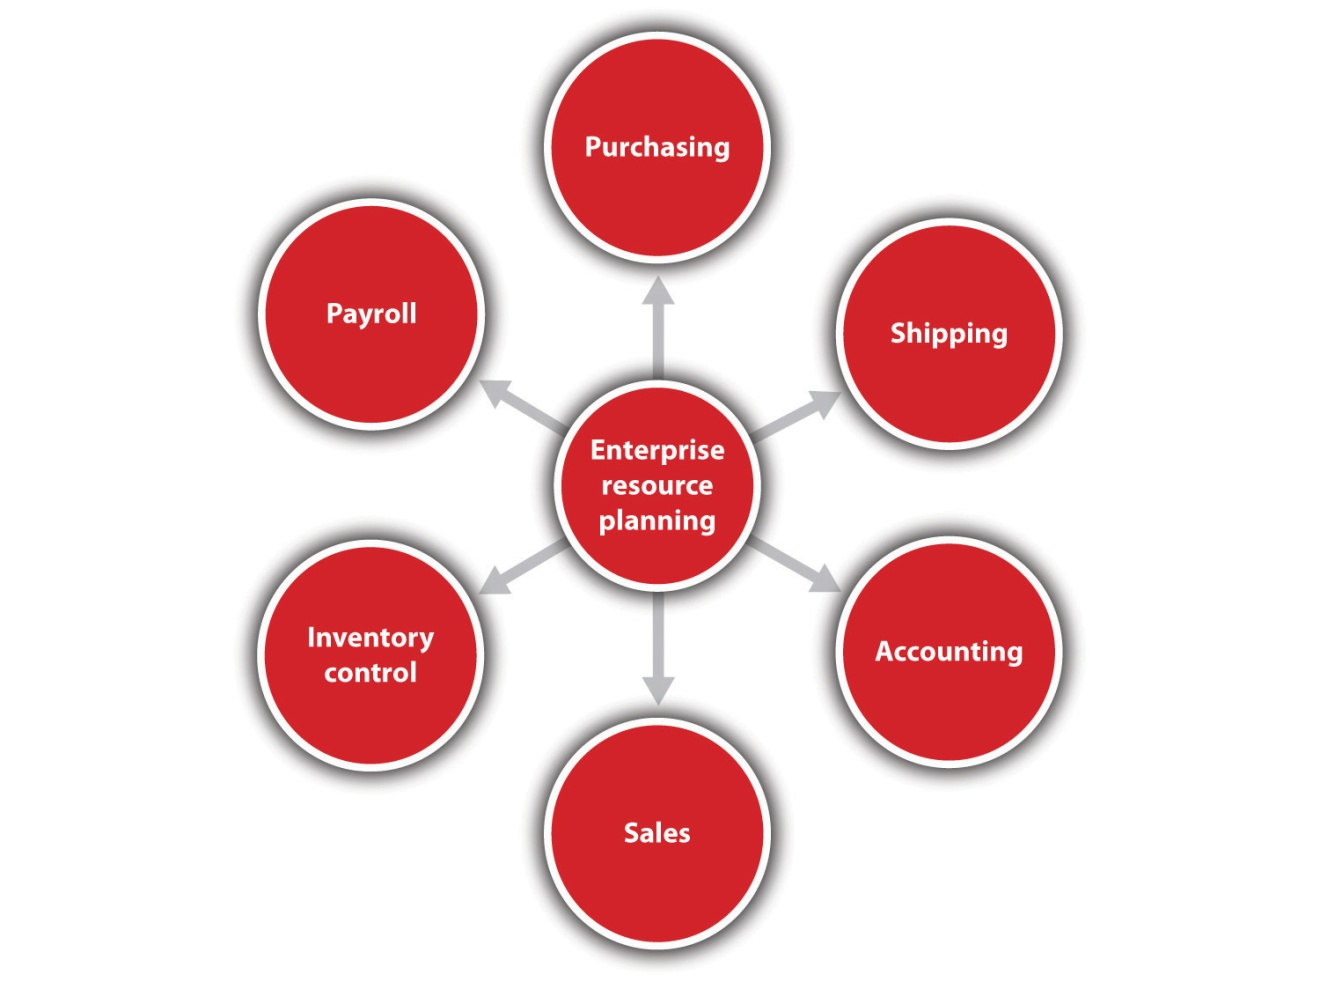 Purchasing
Payroll
Shipping
Enterprise
resource
planning
Inventory
control
Accounting
Sales